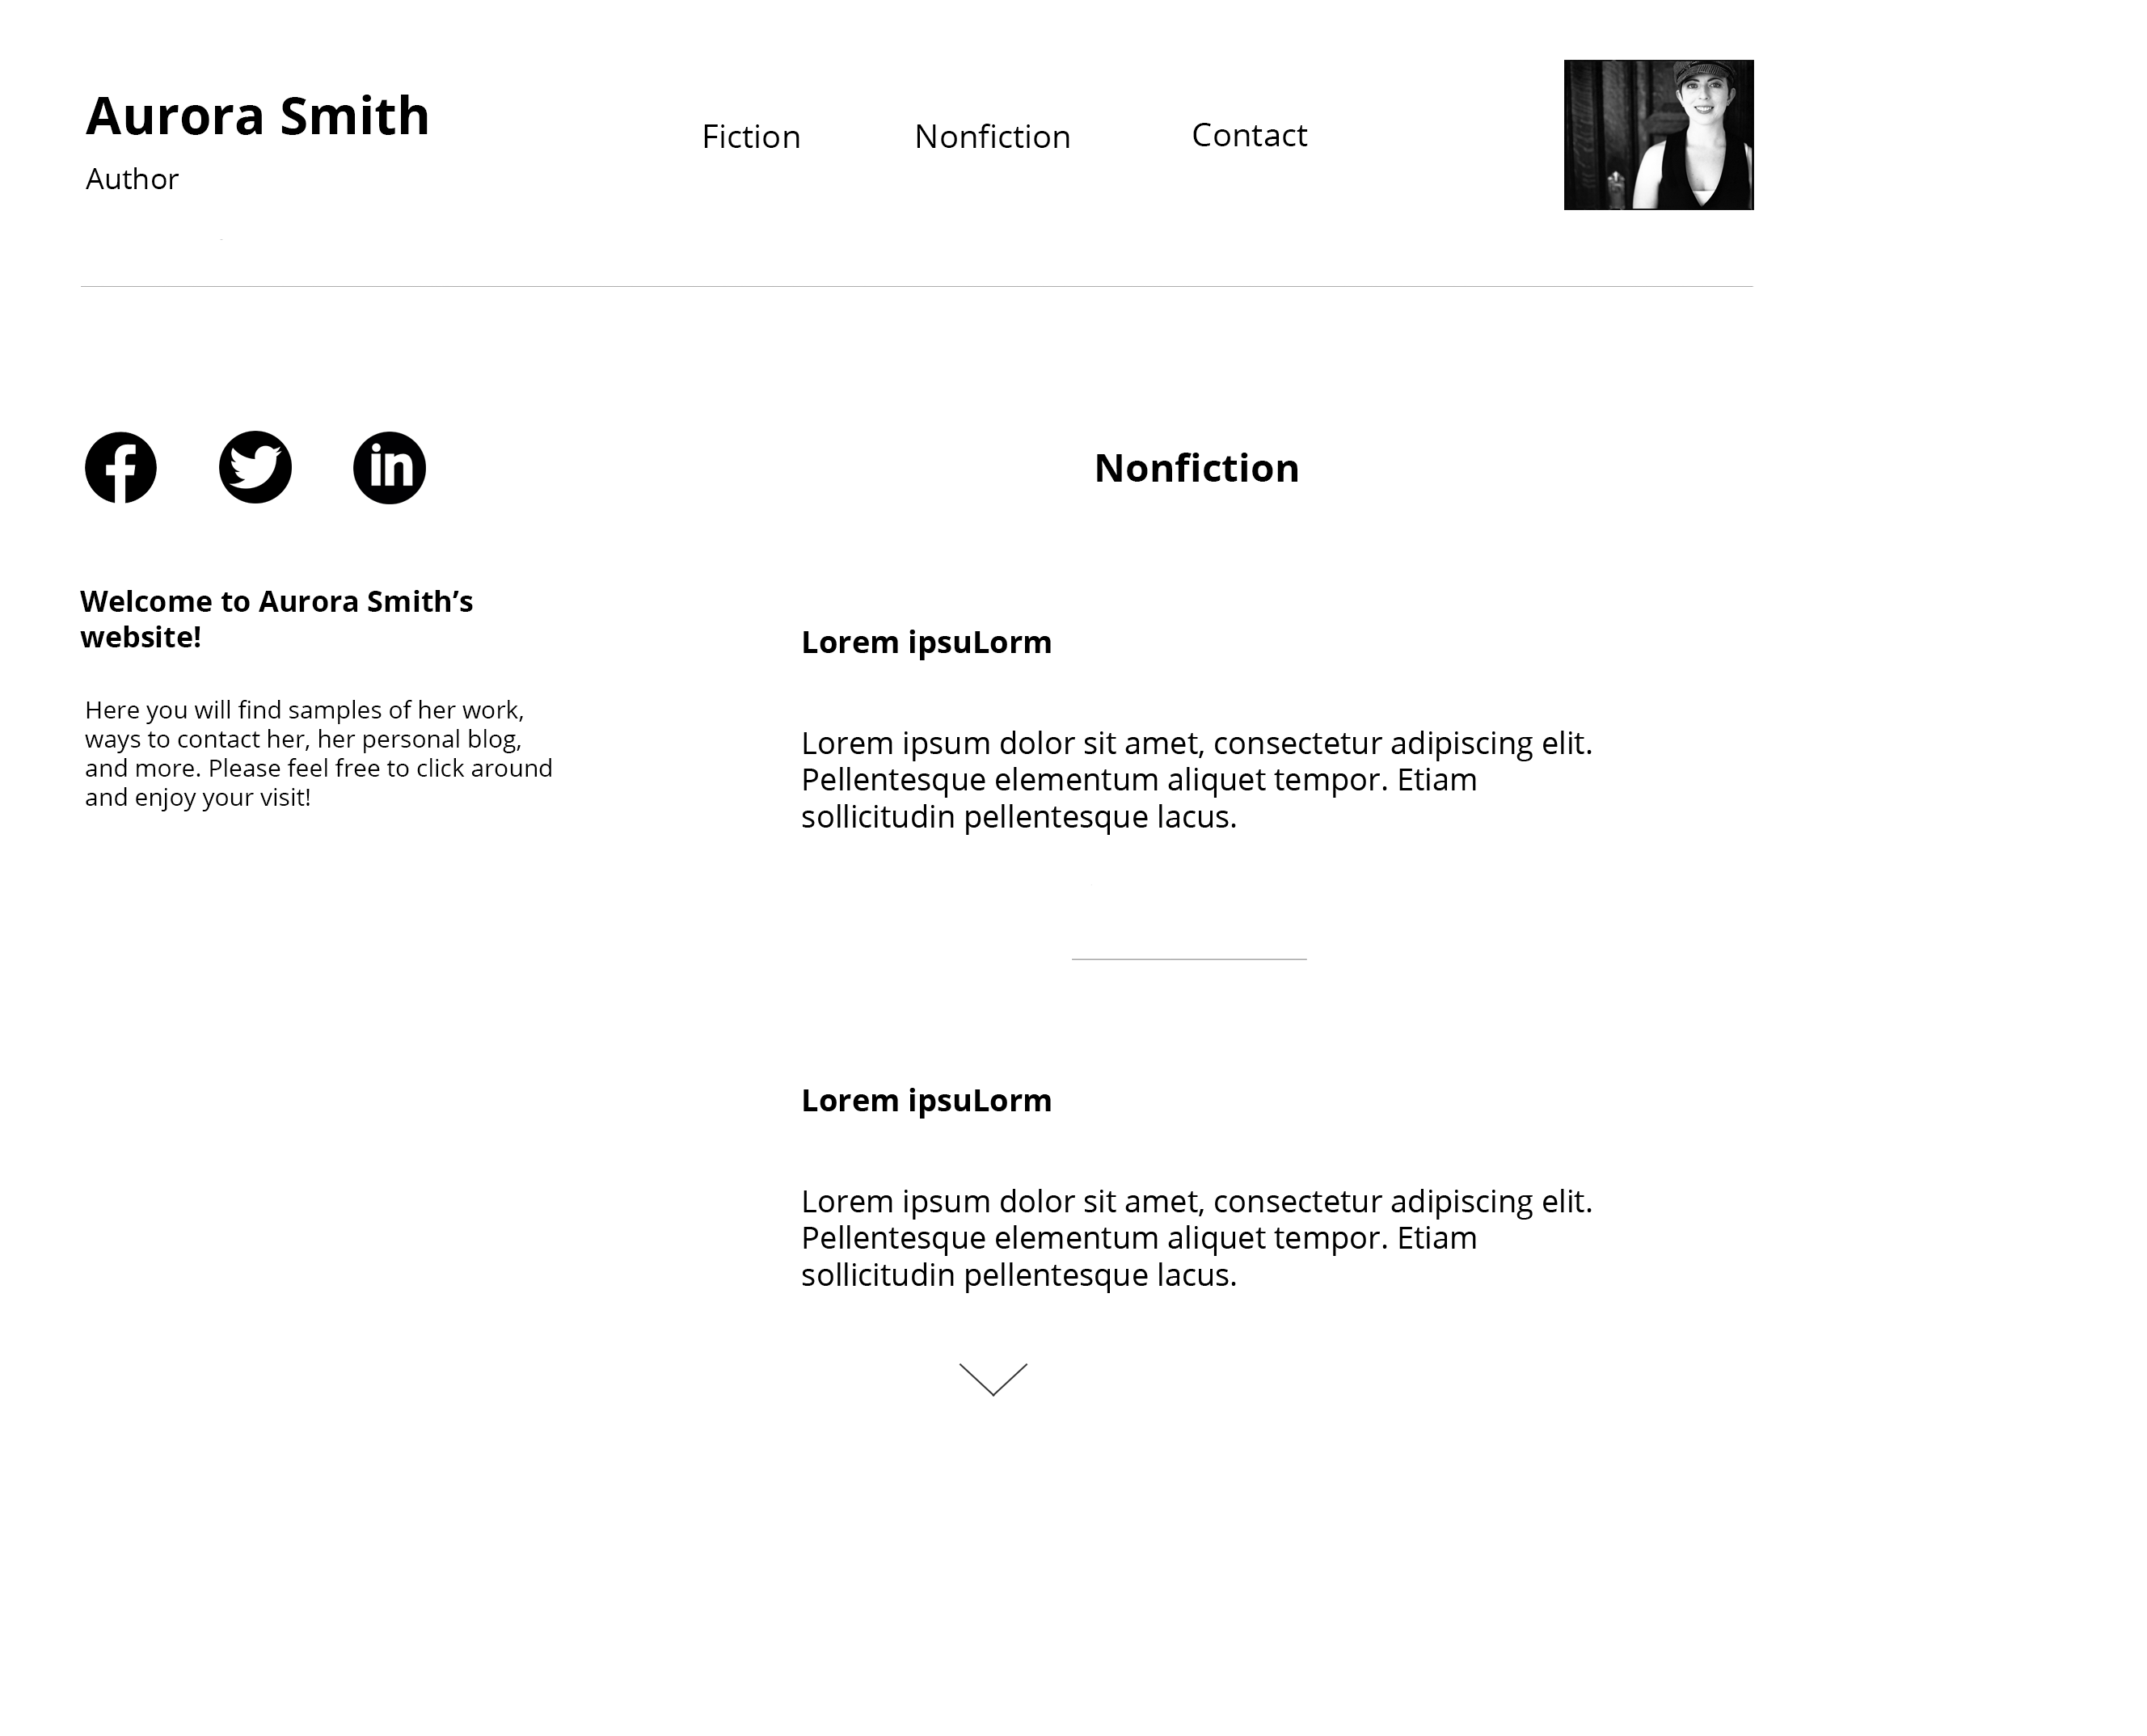 Aurora Smith
Author
Fiction
Nonfiction
Contact
Nonfiction
Welcome to Aurora Smith’s
website!
Here you will find samples of her work,
ways to contact her, her personal blog,
and more. Please feel free to click around
and enjoy your visit!
Lorem ipsuLorm
Lorem ipsum dolor sit amet, consectetur adipiscing elit.
Pellentesque elementum aliquet tempor. Etiam
sollicitudin pellentesque lacus.
Lorem ipsuLorm
Lorem ipsum dolor sit amet, consectetur adipiscing elit.
Pellentesque elementum aliquet tempor. Etiam
sollicitudin pellentesque lacus.